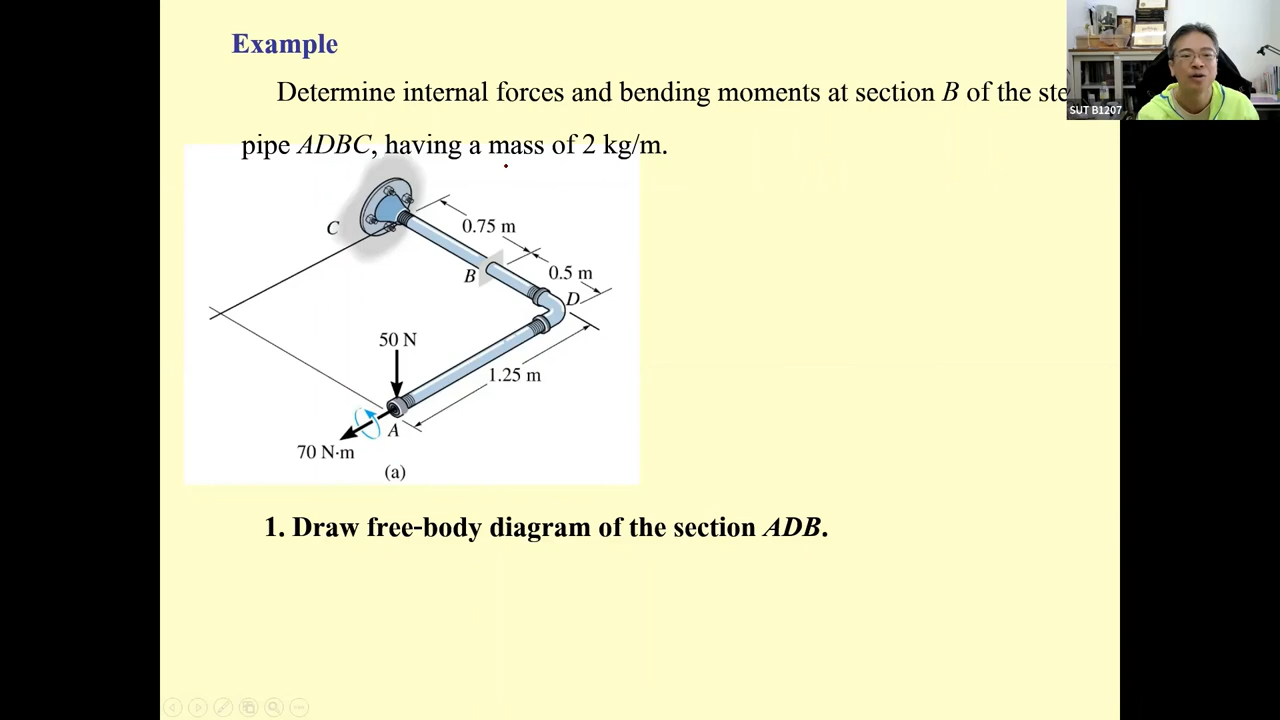 Example
Determine internal forces and bending moments at section B of the ste
pipe ADBC, having a mass of 2 kg/m.
SUT B1207
C
0.75 m
B
0.5 m
D
50 N
1.25 m
A
70 N·m
(a)
1. Draw free-body diagram of the section ADB.